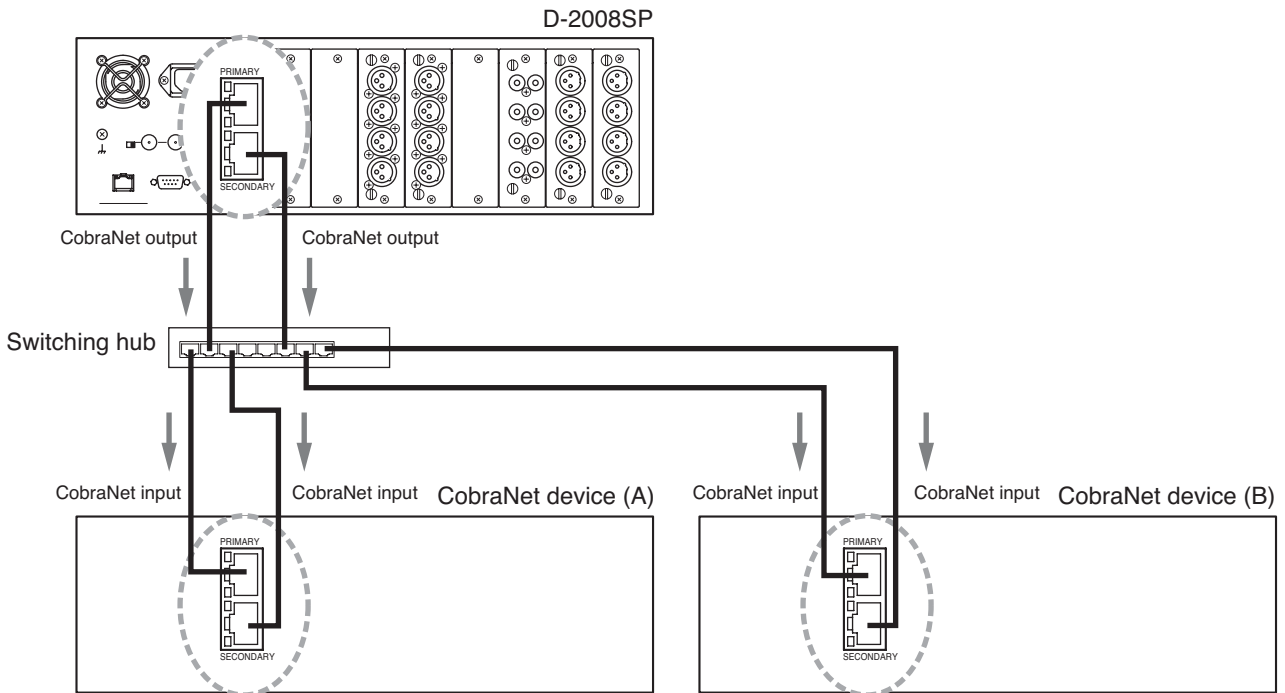 D-2008SP
PRIMARY
SECONDARY
CobraNet output
CobraNet output
Switching hub
CobraNet input
CobraNet input
CobraNet device (A)
CobraNet input
CobraNet input
CobraNet device (B)
PRIMARY
SECONDARY
PRIMARY
SECONDARY